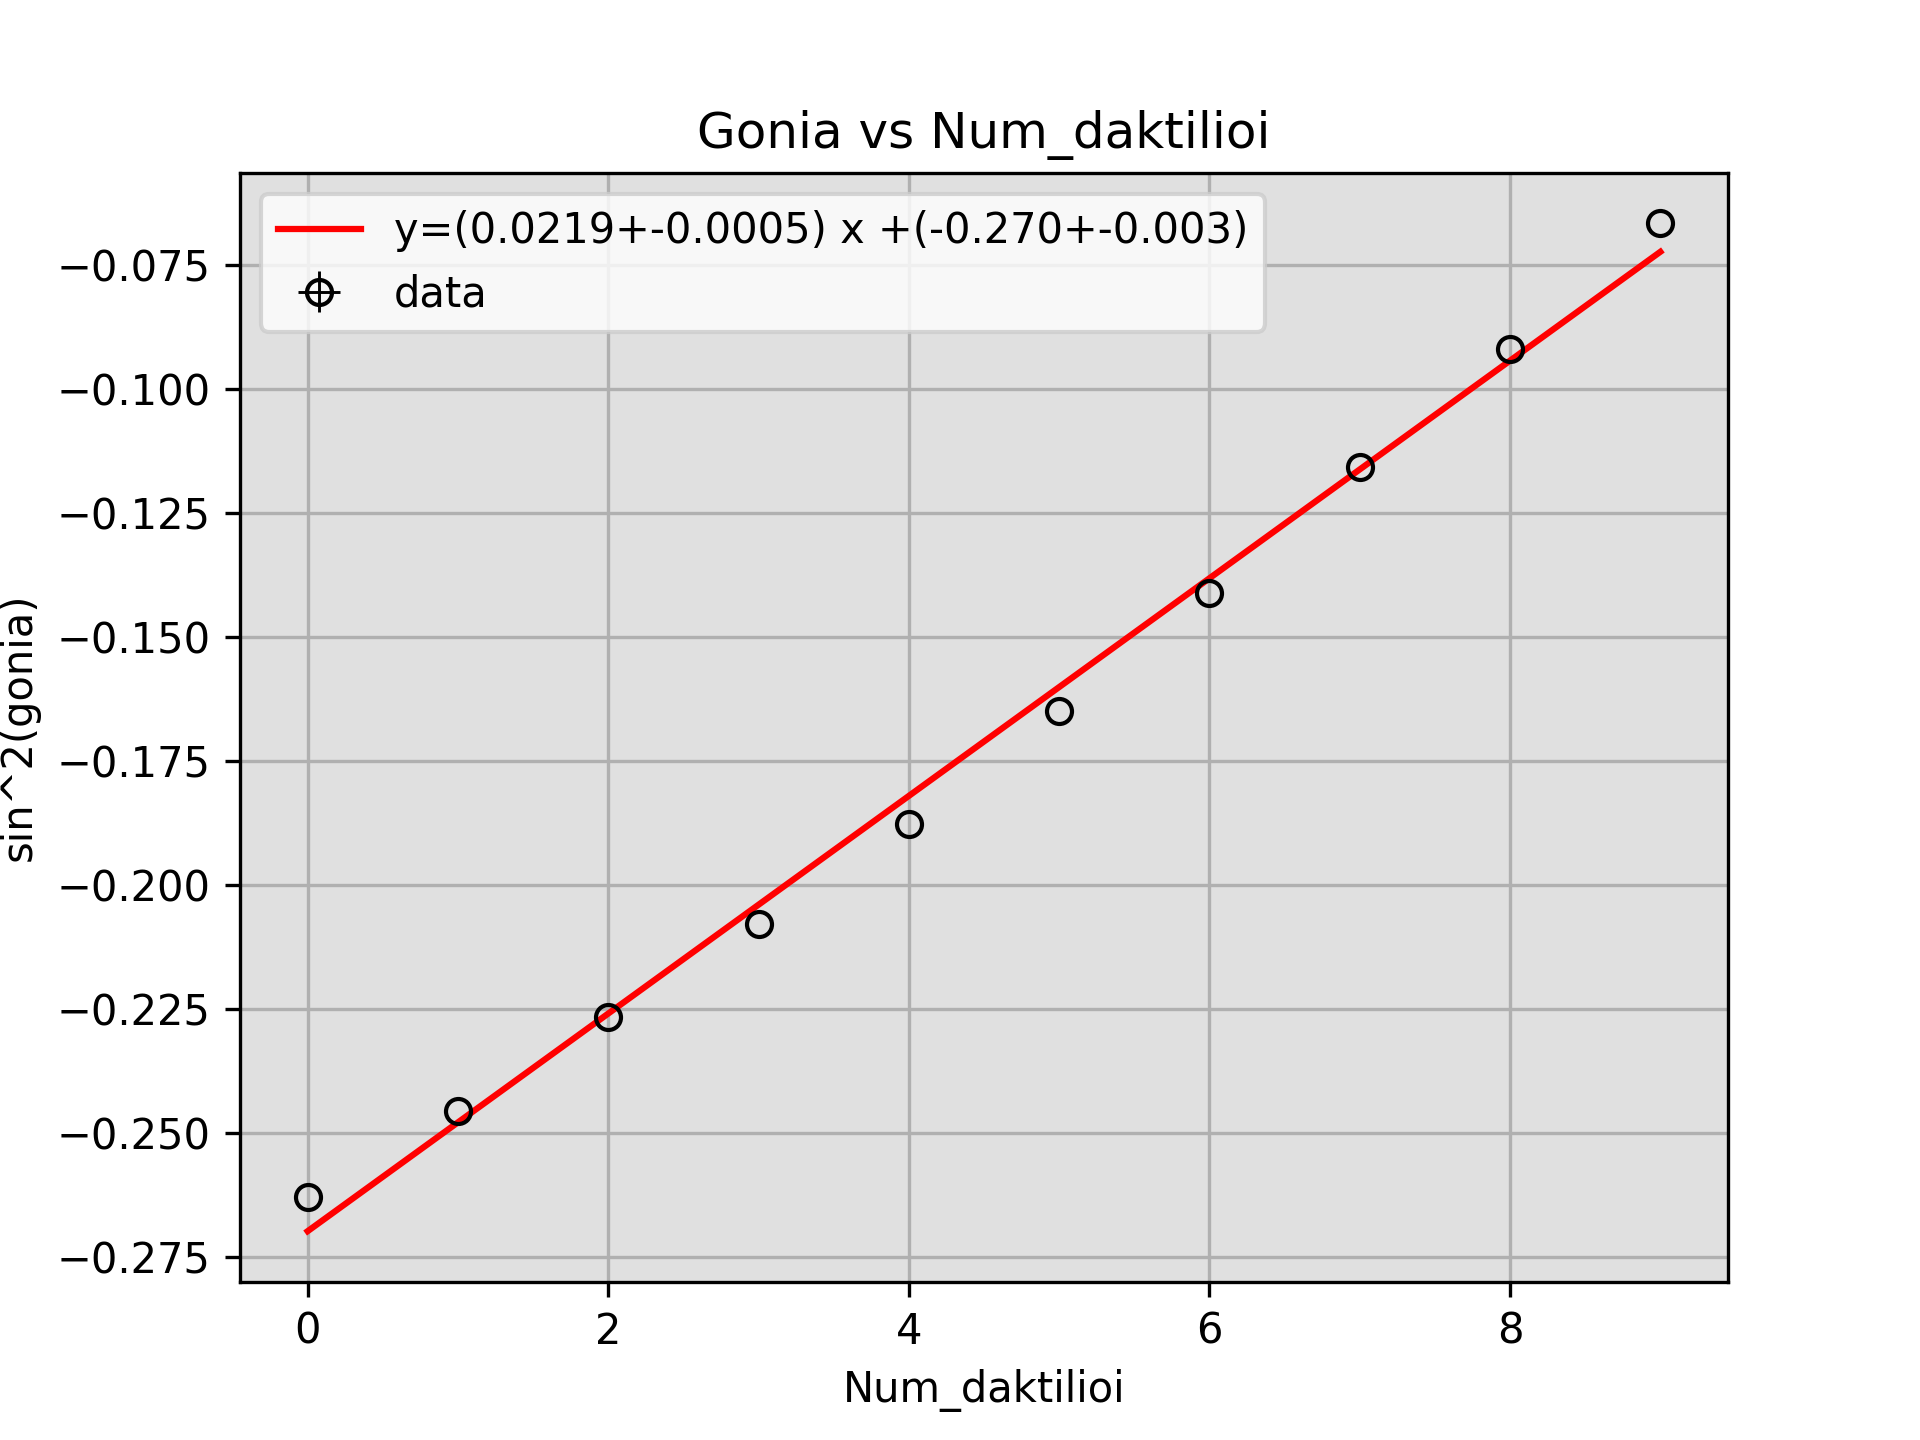 Gonia vs Num_daktilioi
y=(0.0219+-0.0005) x +(-0.270+-0.003)
data
−0.075
−0.100
−0.125
−0.150
−0.175
−0.200
−0.225
−0.250
−0.275
sin^2(gonia)
0 2 4 6 8
Num_daktilioi